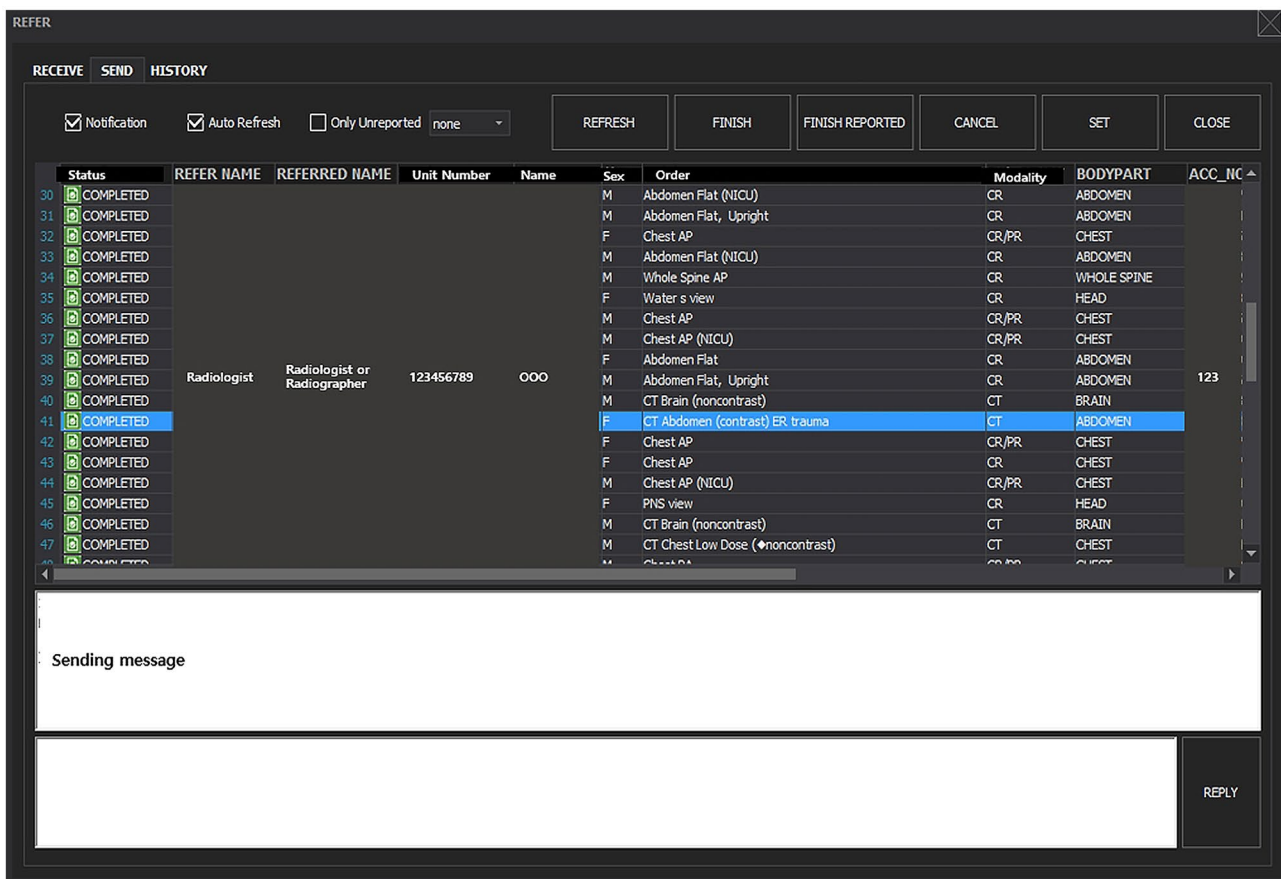 REFER
RECEIVE SEND HISTORY
Notification Auto Refresh Only Unreported none REFRESH FINISH FINISH REPORTED CANCEL SET CLOSE
Status REFER NAME REFERRED NAME Unit Number Name Sex Order Modality BODYPART ACC_NO
30 COMPLETED M Abdomen Flat (NICU) CR ABDOMEN
31 COMPLETED M Abdomen Flat, Upright CR ABDOMEN
32 COMPLETED F Chest AP CR/PR CHEST
33 COMPLETED M Abdomen Flat (NICU) CR ABDOMEN
34 COMPLETED M Whole Spine AP CR WHOLE SPINE
35 COMPLETED F Water s view CR HEAD
36 COMPLETED M Chest AP CR/PR CHEST
37 COMPLETED M Chest AP (NICU) CR/PR CHEST
38 COMPLETED F Abdomen Flat CR ABDOMEN
39 COMPLETED Radiologist Radiologist or Radiographer 123456789 OOO M Abdomen Flat, Upright CR ABDOMEN 123
40 COMPLETED M CT Brain (noncontrast) CT BRAIN
41 COMPLETED F CT Abdomen (contrast) ER trauma CT ABDOMEN
42 COMPLETED F Chest AP CR/PR CHEST
43 COMPLETED F Chest AP CR CHEST
44 COMPLETED M Chest AP (NICU) CR/PR CHEST
45 COMPLETED F PNS view CR HEAD
46 COMPLETED M CT Brain (noncontrast) CT BRAIN
47 COMPLETED M CT Chest Low Dose (◆noncontrast) CT CHEST
Sending message
REPLY